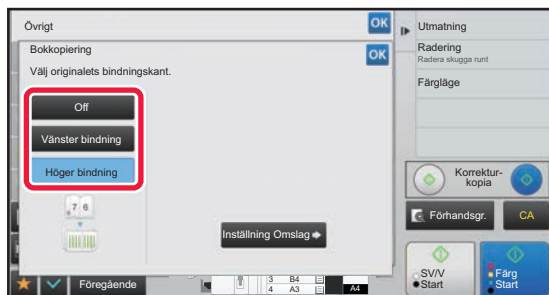 Övrigt
OK
Bokkopiering
OK
Välj originalets bindningskant.
Off
Vänster bindning
Höger bindning
7 6
Inställning Omslag
Föregående
3 B4
4 A3
A4
Utmatning
Radering
Radera skugga runt
Färgläge
Korrektur-
kopia
Förhandsgr.
CA
SV/V
Start
Färg
Start